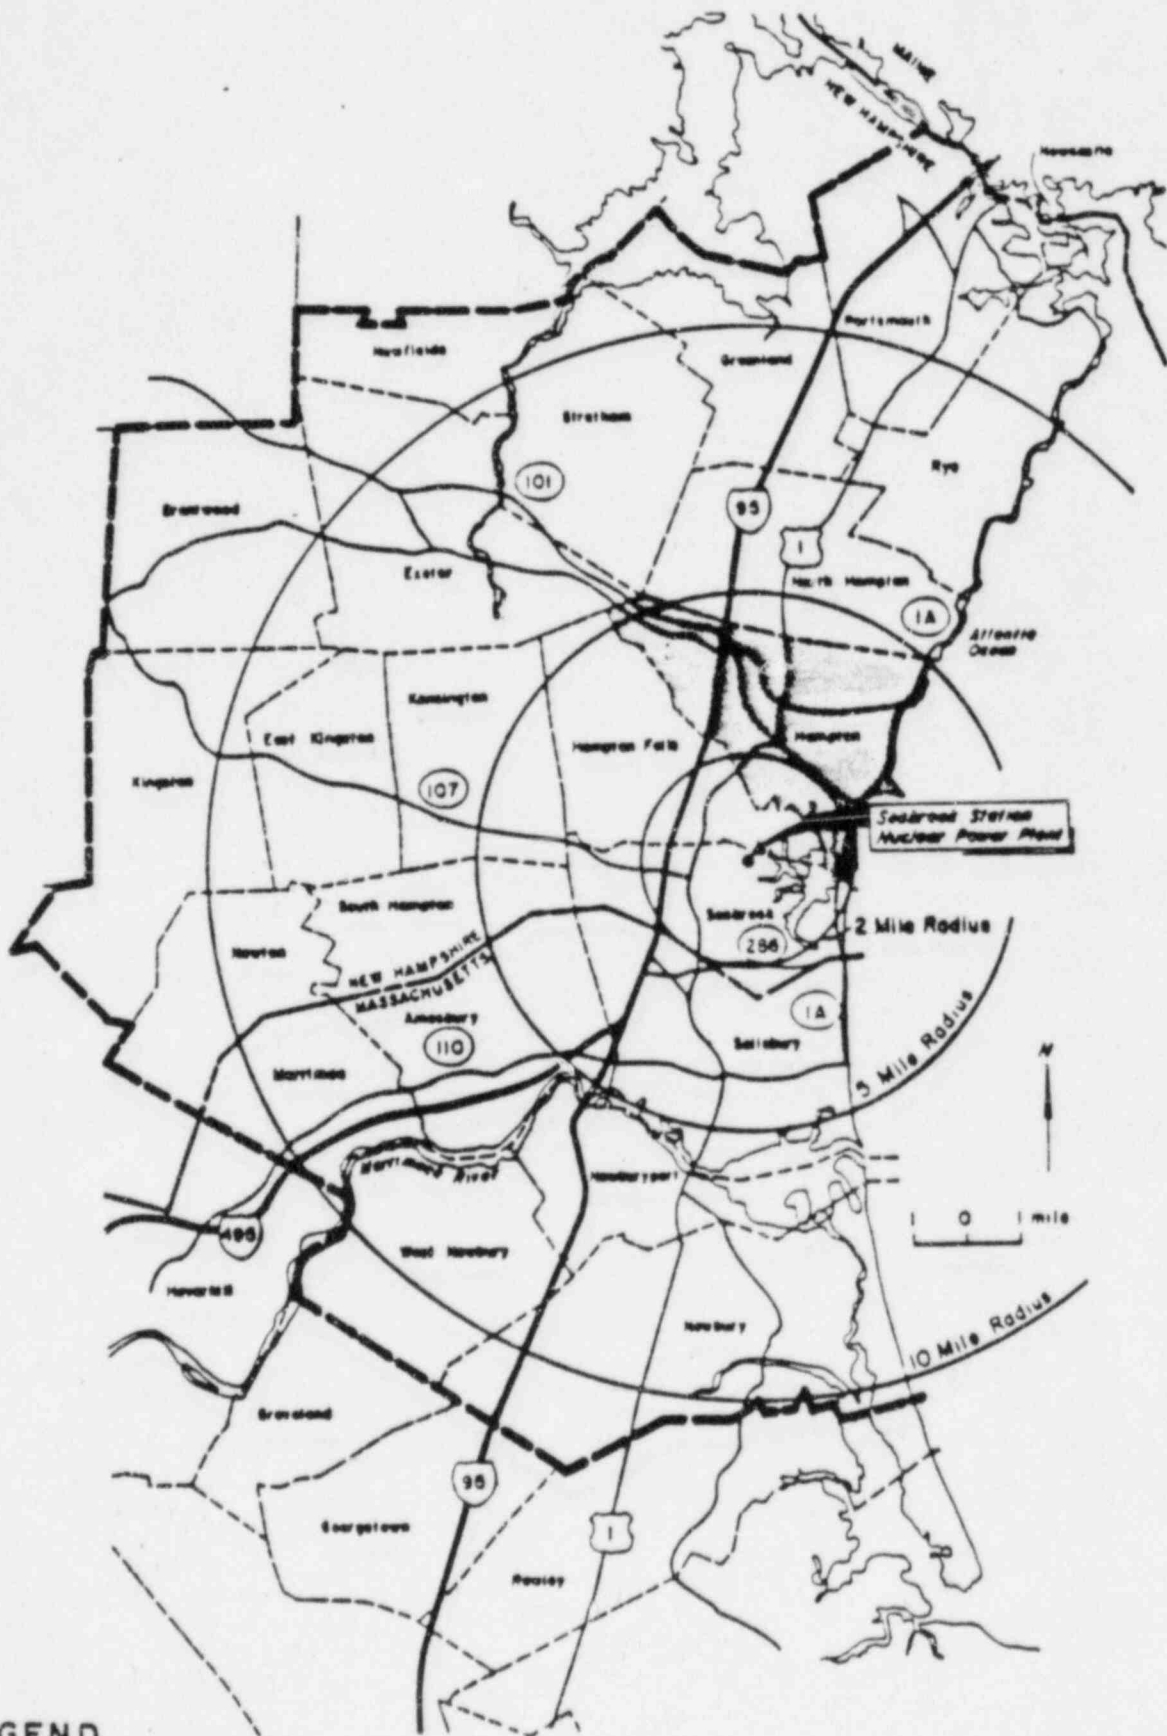 MAINE
NEW HAMPSHIRE
Newfields
Portsmouth
Greenland
Stratham
Rye
101
95
Brentwood
1
Exeter
North Hampton
1A
Atlantic
Ocean
Kensington
East Kingston
Hampton Falls
Hampton
Kingston
107
Seabrook Station
Nuclear Power Plant
South Hampton
Seabrook
2 Mile Radius
286
Newton
NEW HAMPSHIRE
MASSACHUSETTS
Amesbury
1A
110
Salisbury
Merrimac
5 Mile Radius
N
Merrimack River
Newburyport
1 0 1 mile
495
West Newbury
Haverhill
Newbury
10 Mile Radius
Groveland
95
Georgetown
1
Rowley
GEND